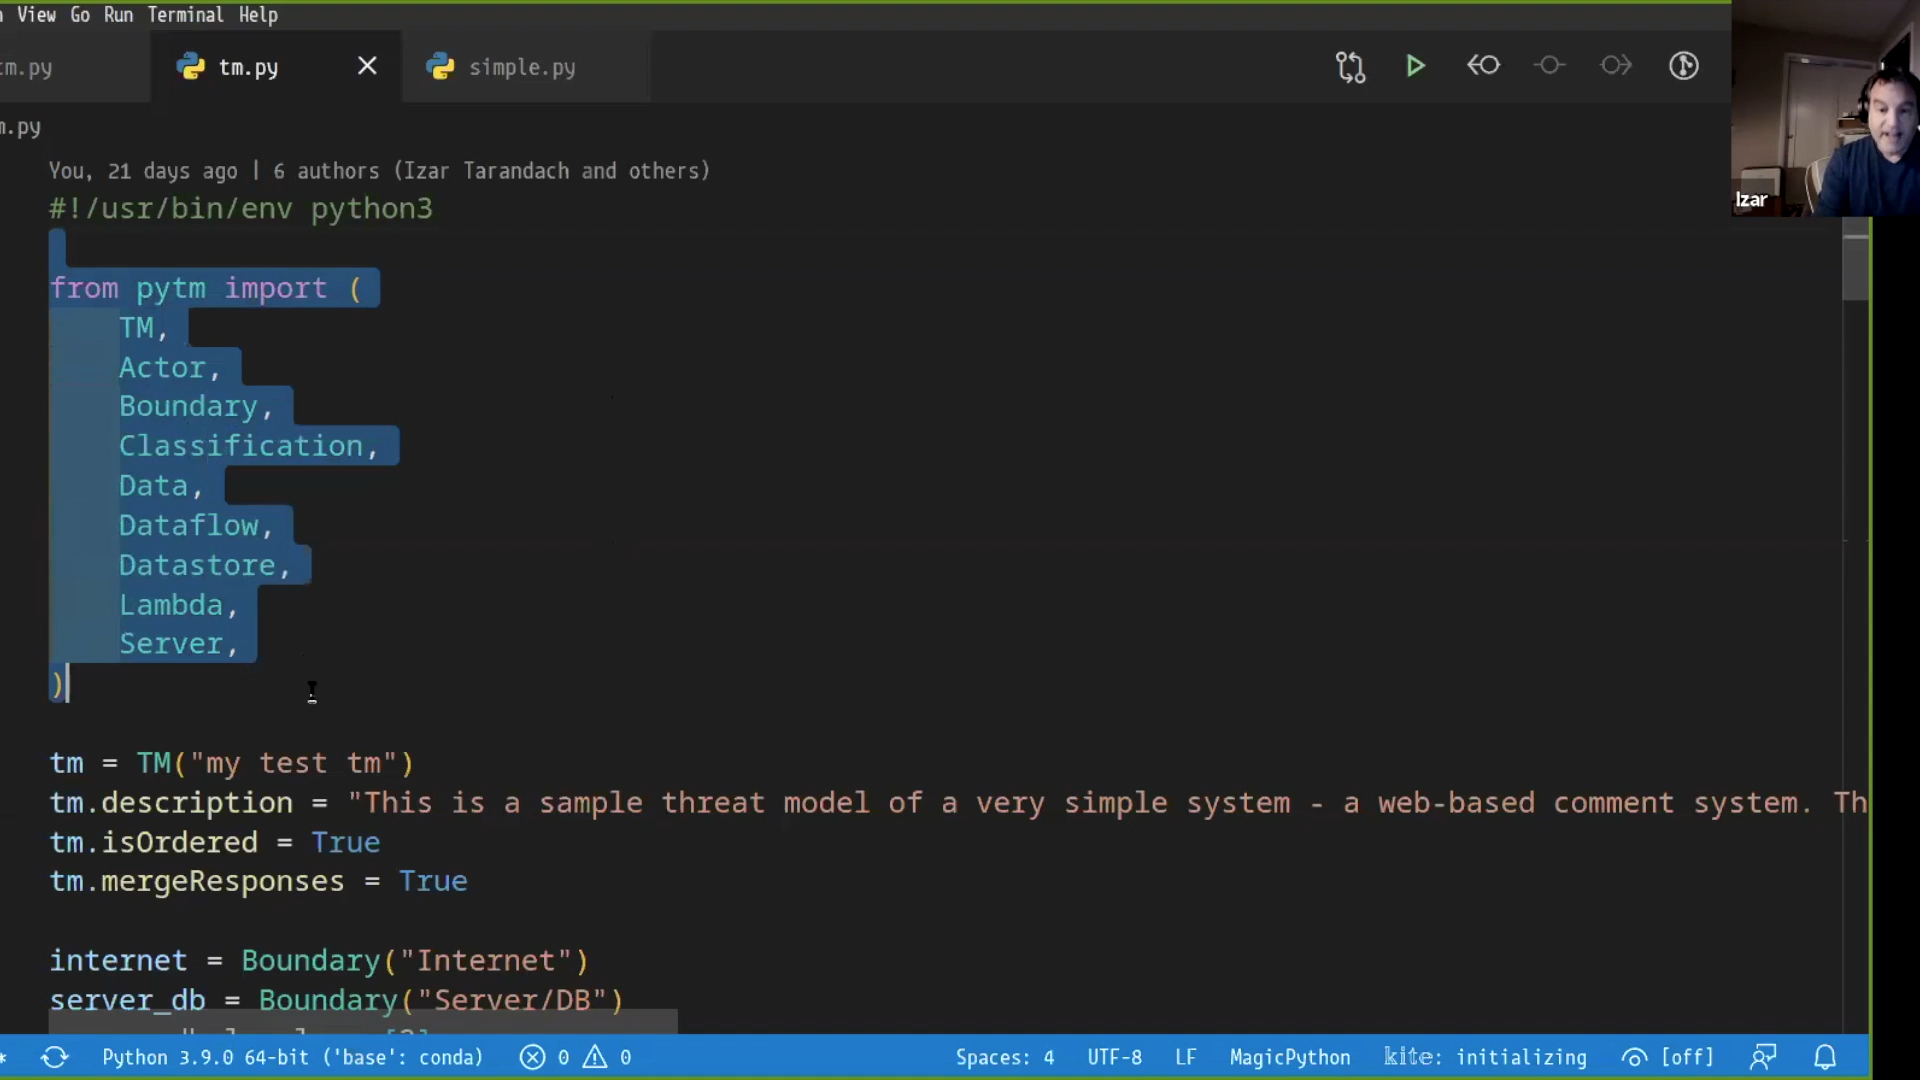 View Go Run Terminal Help
tm.py
tm.py
simple.py
m.py
Izar
You, 21 days ago | 6 authors (Izar Tarandach and others)
#!/usr/bin/env python3
from pytm import (
TM,
Actor,
Boundary,
Classification,
Data,
Dataflow,
Datastore,
Lambda,
Server,
)
tm = TM("my test tm")
tm.description = "This is a sample threat model of a very simple system - a web-based comment system. Th
tm.isOrdered = True
tm.mergeResponses = True
internet = Boundary("Internet")
server_db = Boundary("Server/DB")
Python 3.9.0 64-bit ('base': conda) 0 0 Spaces: 4 UTF-8 LF MagicPython kite: initializing [off]